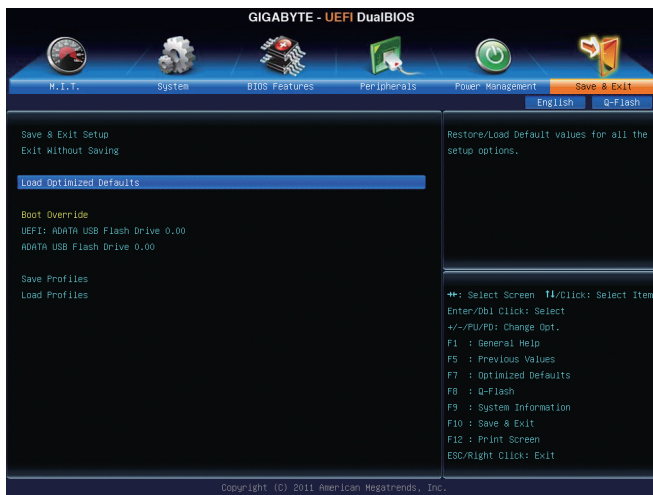 GIGABYTE - UEFI DualBIOS
M.I.T.
System
BIOS Features
Peripherals
Power Management
Save & Exit
English
Q-Flash
Save & Exit Setup
Exit Without Saving
Load Optimized Defaults
Boot Override
UEFI: ADATA USB Flash Drive 0.00
ADATA USB Flash Drive 0.00
Save Profiles
Load Profiles
Restore/Load Default values for all the
setup options.
→←: Select Screen ↑↓/Click: Select Item
Enter/Dbl Click: Select
+/-/PU/PD: Change Opt.
F1 : General Help
F5 : Previous Values
F7 : Optimized Defaults
F8 : Q-Flash
F9 : System Information
F10 : Save & Exit
F12 : Print Screen
ESC/Right Click: Exit
Copyright (C) 2011 American Megatrends, Inc.